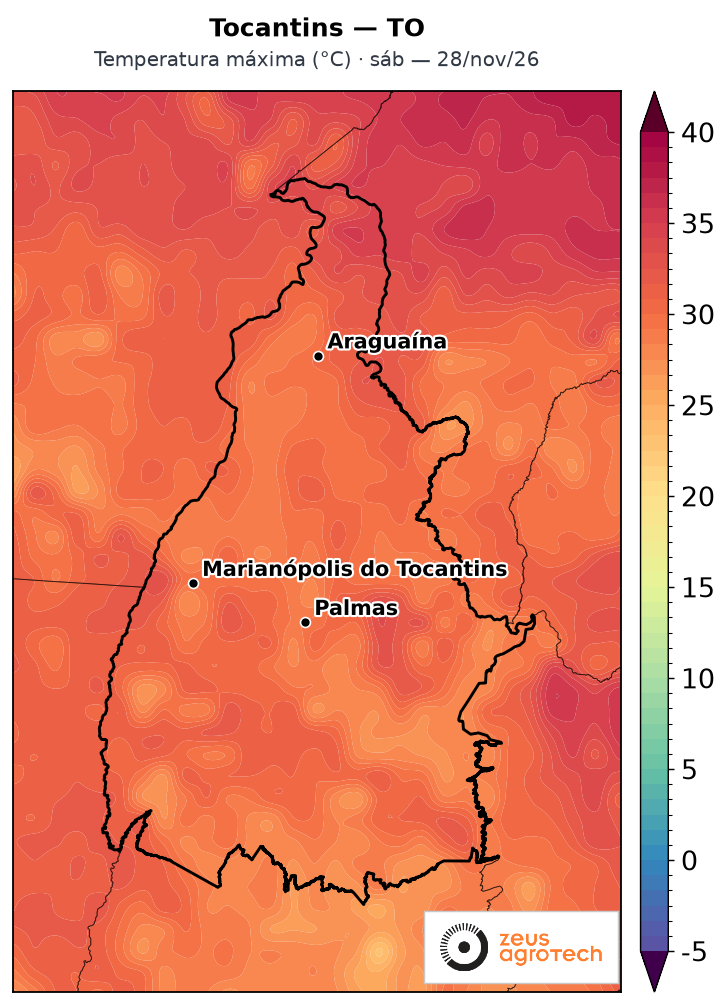 Tocantins — TO
Temperatura máxima (°C) · sáb — 28/nov/26
40
35
30
25
20
15
10
5
0
-5
Araguaína
Marianópolis do Tocantins
Palmas
zeus
agrotech